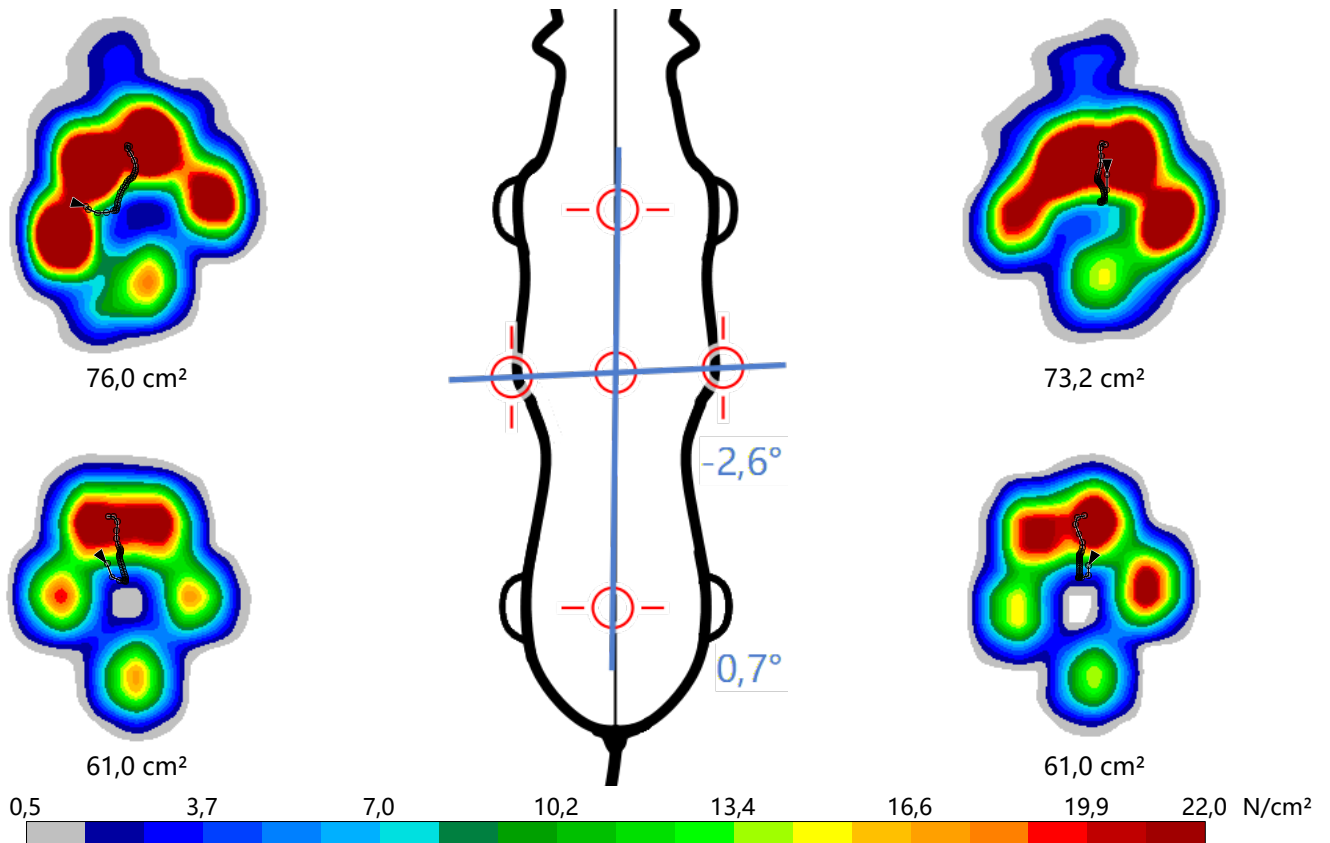 76,0 cm²
73,2 cm²
-2,6°
0,7°
61,0 cm²
61,0 cm²
0,5 3,7 7,0 10,2 13,4 16,6 19,9 22,0 N/cm²